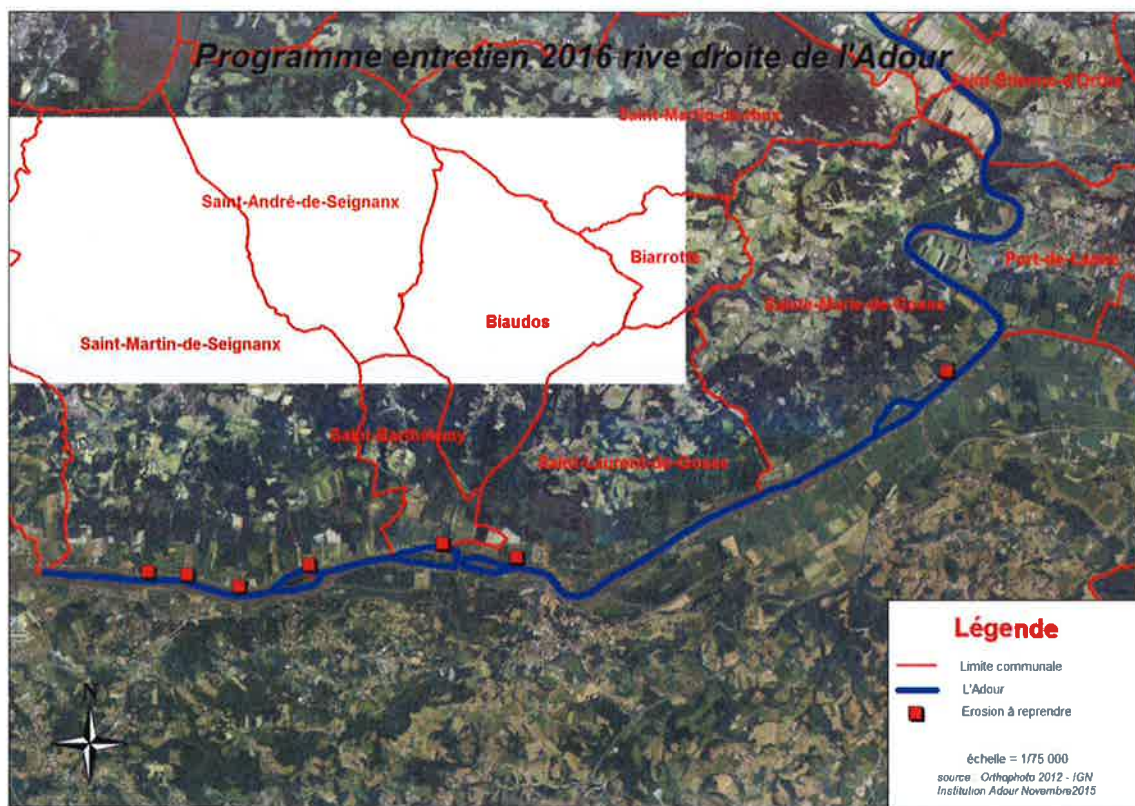 Programme entretien 2016 rive droite de l'Adour
Saint-Étienne-d'Orthe
Saint-Martin-de-Hinx
Saint-André-de-Seignanx
Biarrotte
Port-de-Lanne
Sainte-Marie-de-Gosse
Biaudos
Saint-Martin-de-Seignanx
Saint-Barthélemy
Saint-Laurent-de-Gosse
N
Légende
Limite communale
L'Adour
Erosion à reprendre
échelle = 1/75 000
source : Orthophoto 2012 - IGN
Institution Adour Novembre2015